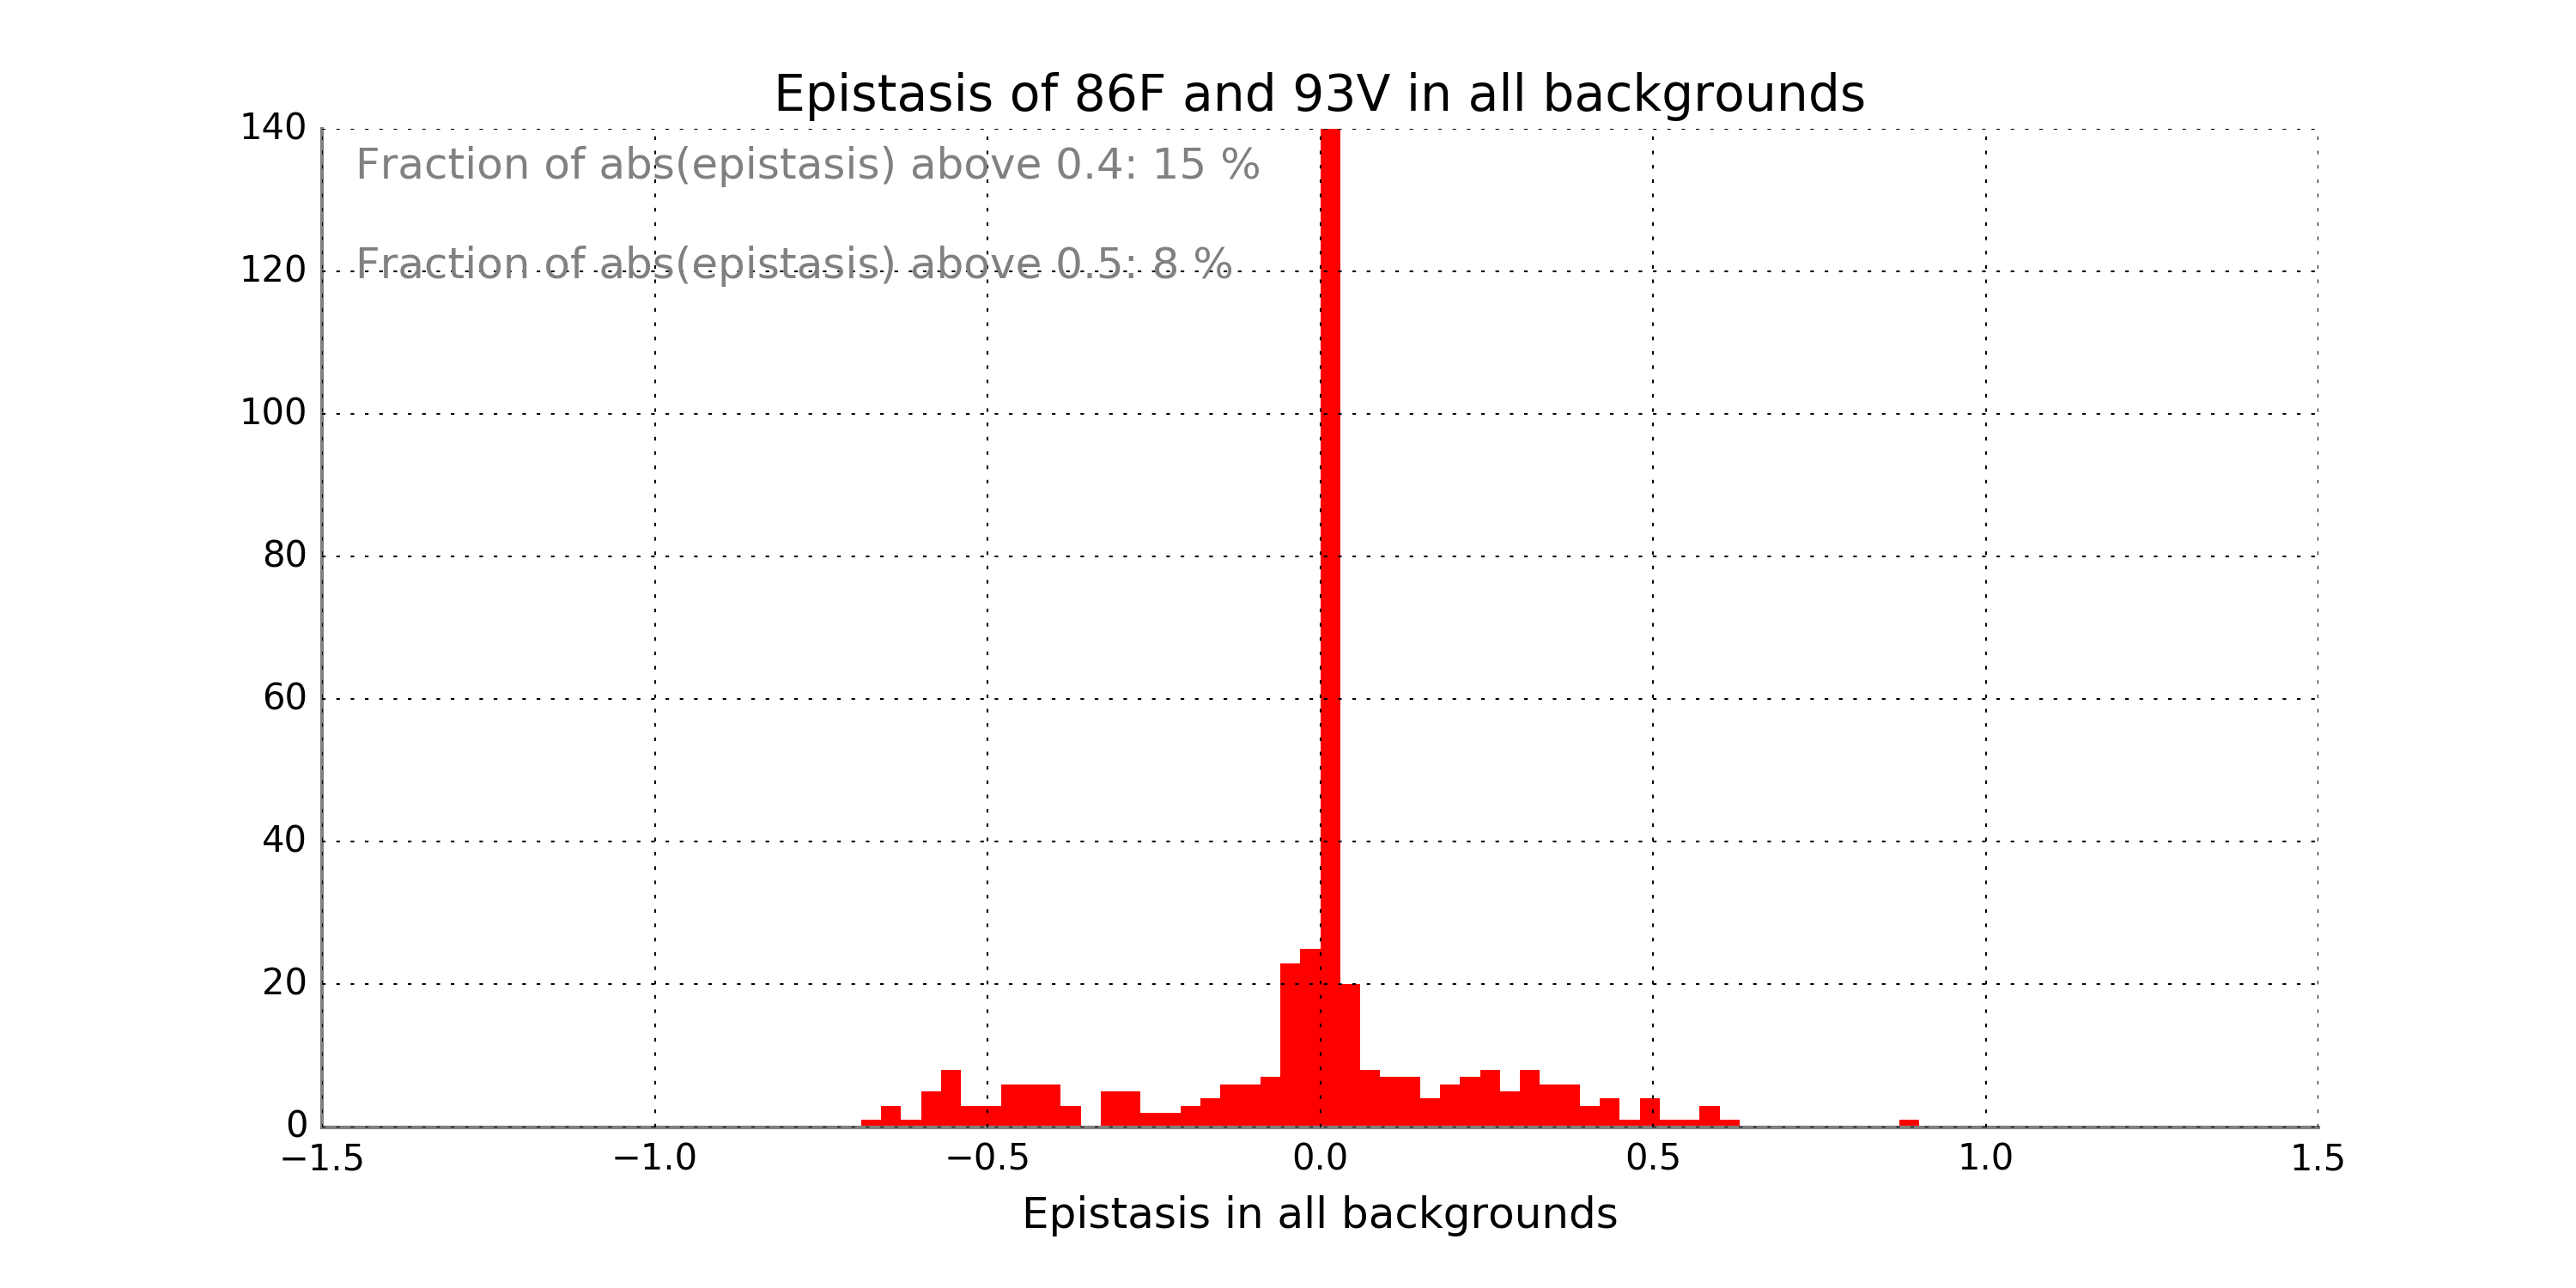 Epistasis of 86F and 93V in all backgrounds
140
Fraction of abs(epistasis) above 0.4: 15 %
Fraction of abs(epistasis) above 0.5: 8 %
120
100
80
60
40
20
0
−1.5 −1.0 −0.5 0.0 0.5 1.0 1.5
Epistasis in all backgrounds